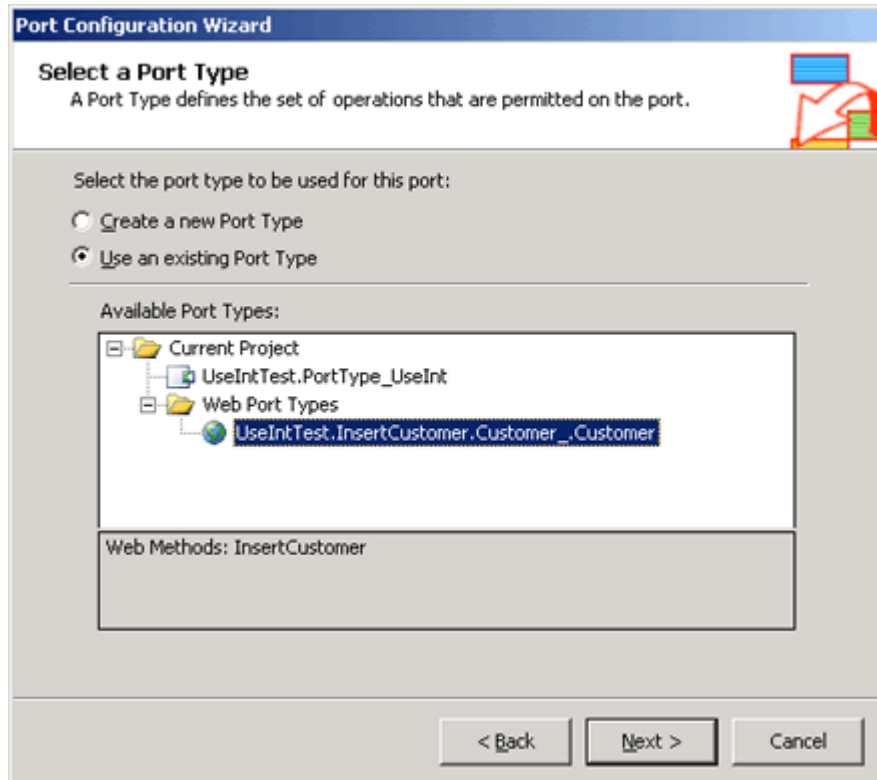 Port Configuration Wizard
Select a Port Type
A Port Type defines the set of operations that are permitted on the port.
Select the port type to be used for this port:
Create a new Port Type
Use an existing Port Type
Available Port Types:
Current Project
UseIntTest.PortType_UseInt
Web Port Types
UseIntTest.InsertCustomer.Customer_.Customer
Web Methods: InsertCustomer
< Back Next > Cancel